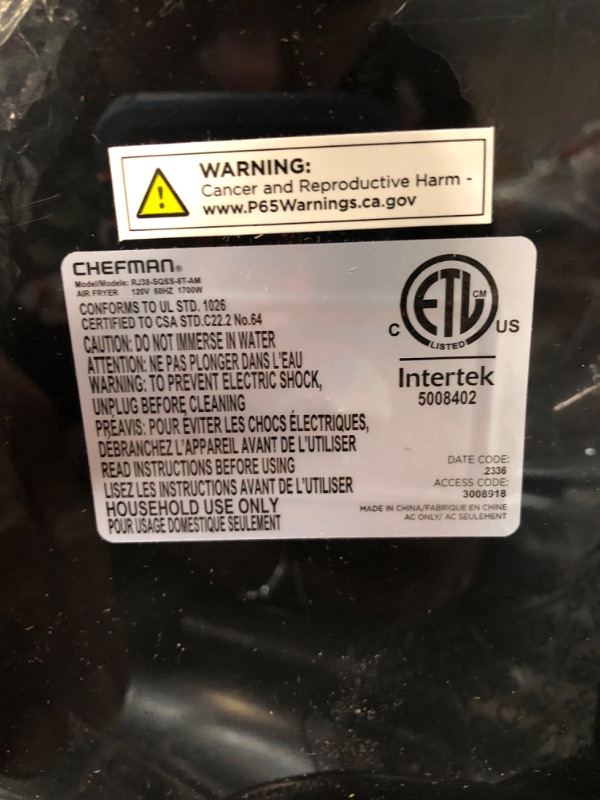 WARNING:
Cancer and Reproductive Harm -
www.P65Warnings.ca.gov
CHEFMAN®
Model/Modele: RJ38-SQSS-8T-AM
AIR FRYER 120V 60HZ 1700W
CONFORMS TO UL STD. 1026
CERTIFIED TO CSA STD.C22.2 No.64
CAUTION: DO NOT IMMERSE IN WATER
ATTENTION: NE PAS PLONGER DANS L'EAU
WARNING: TO PREVENT ELECTRIC SHOCK,
UNPLUG BEFORE CLEANING
PREAVIS: POUR ÉVITER LES CHOCS ÉLECTRIQUES,
DÉBRANCHEZ L'APPAREIL AVANT DE L'UTILISER
READ INSTRUCTIONS BEFORE USING
LISEZ LES INSTRUCTIONS AVANT DE L'UTILISER
HOUSEHOLD USE ONLY
POUR USAGE DOMESTIQUE SEULEMENT
ETL CM
C US
LISTED
Intertek
5008402
DATE CODE:
2336
ACCESS CODE:
3008918
MADE IN CHINA/FABRIQUE EN CHINE
AC ONLY/ AC SEULEMENT